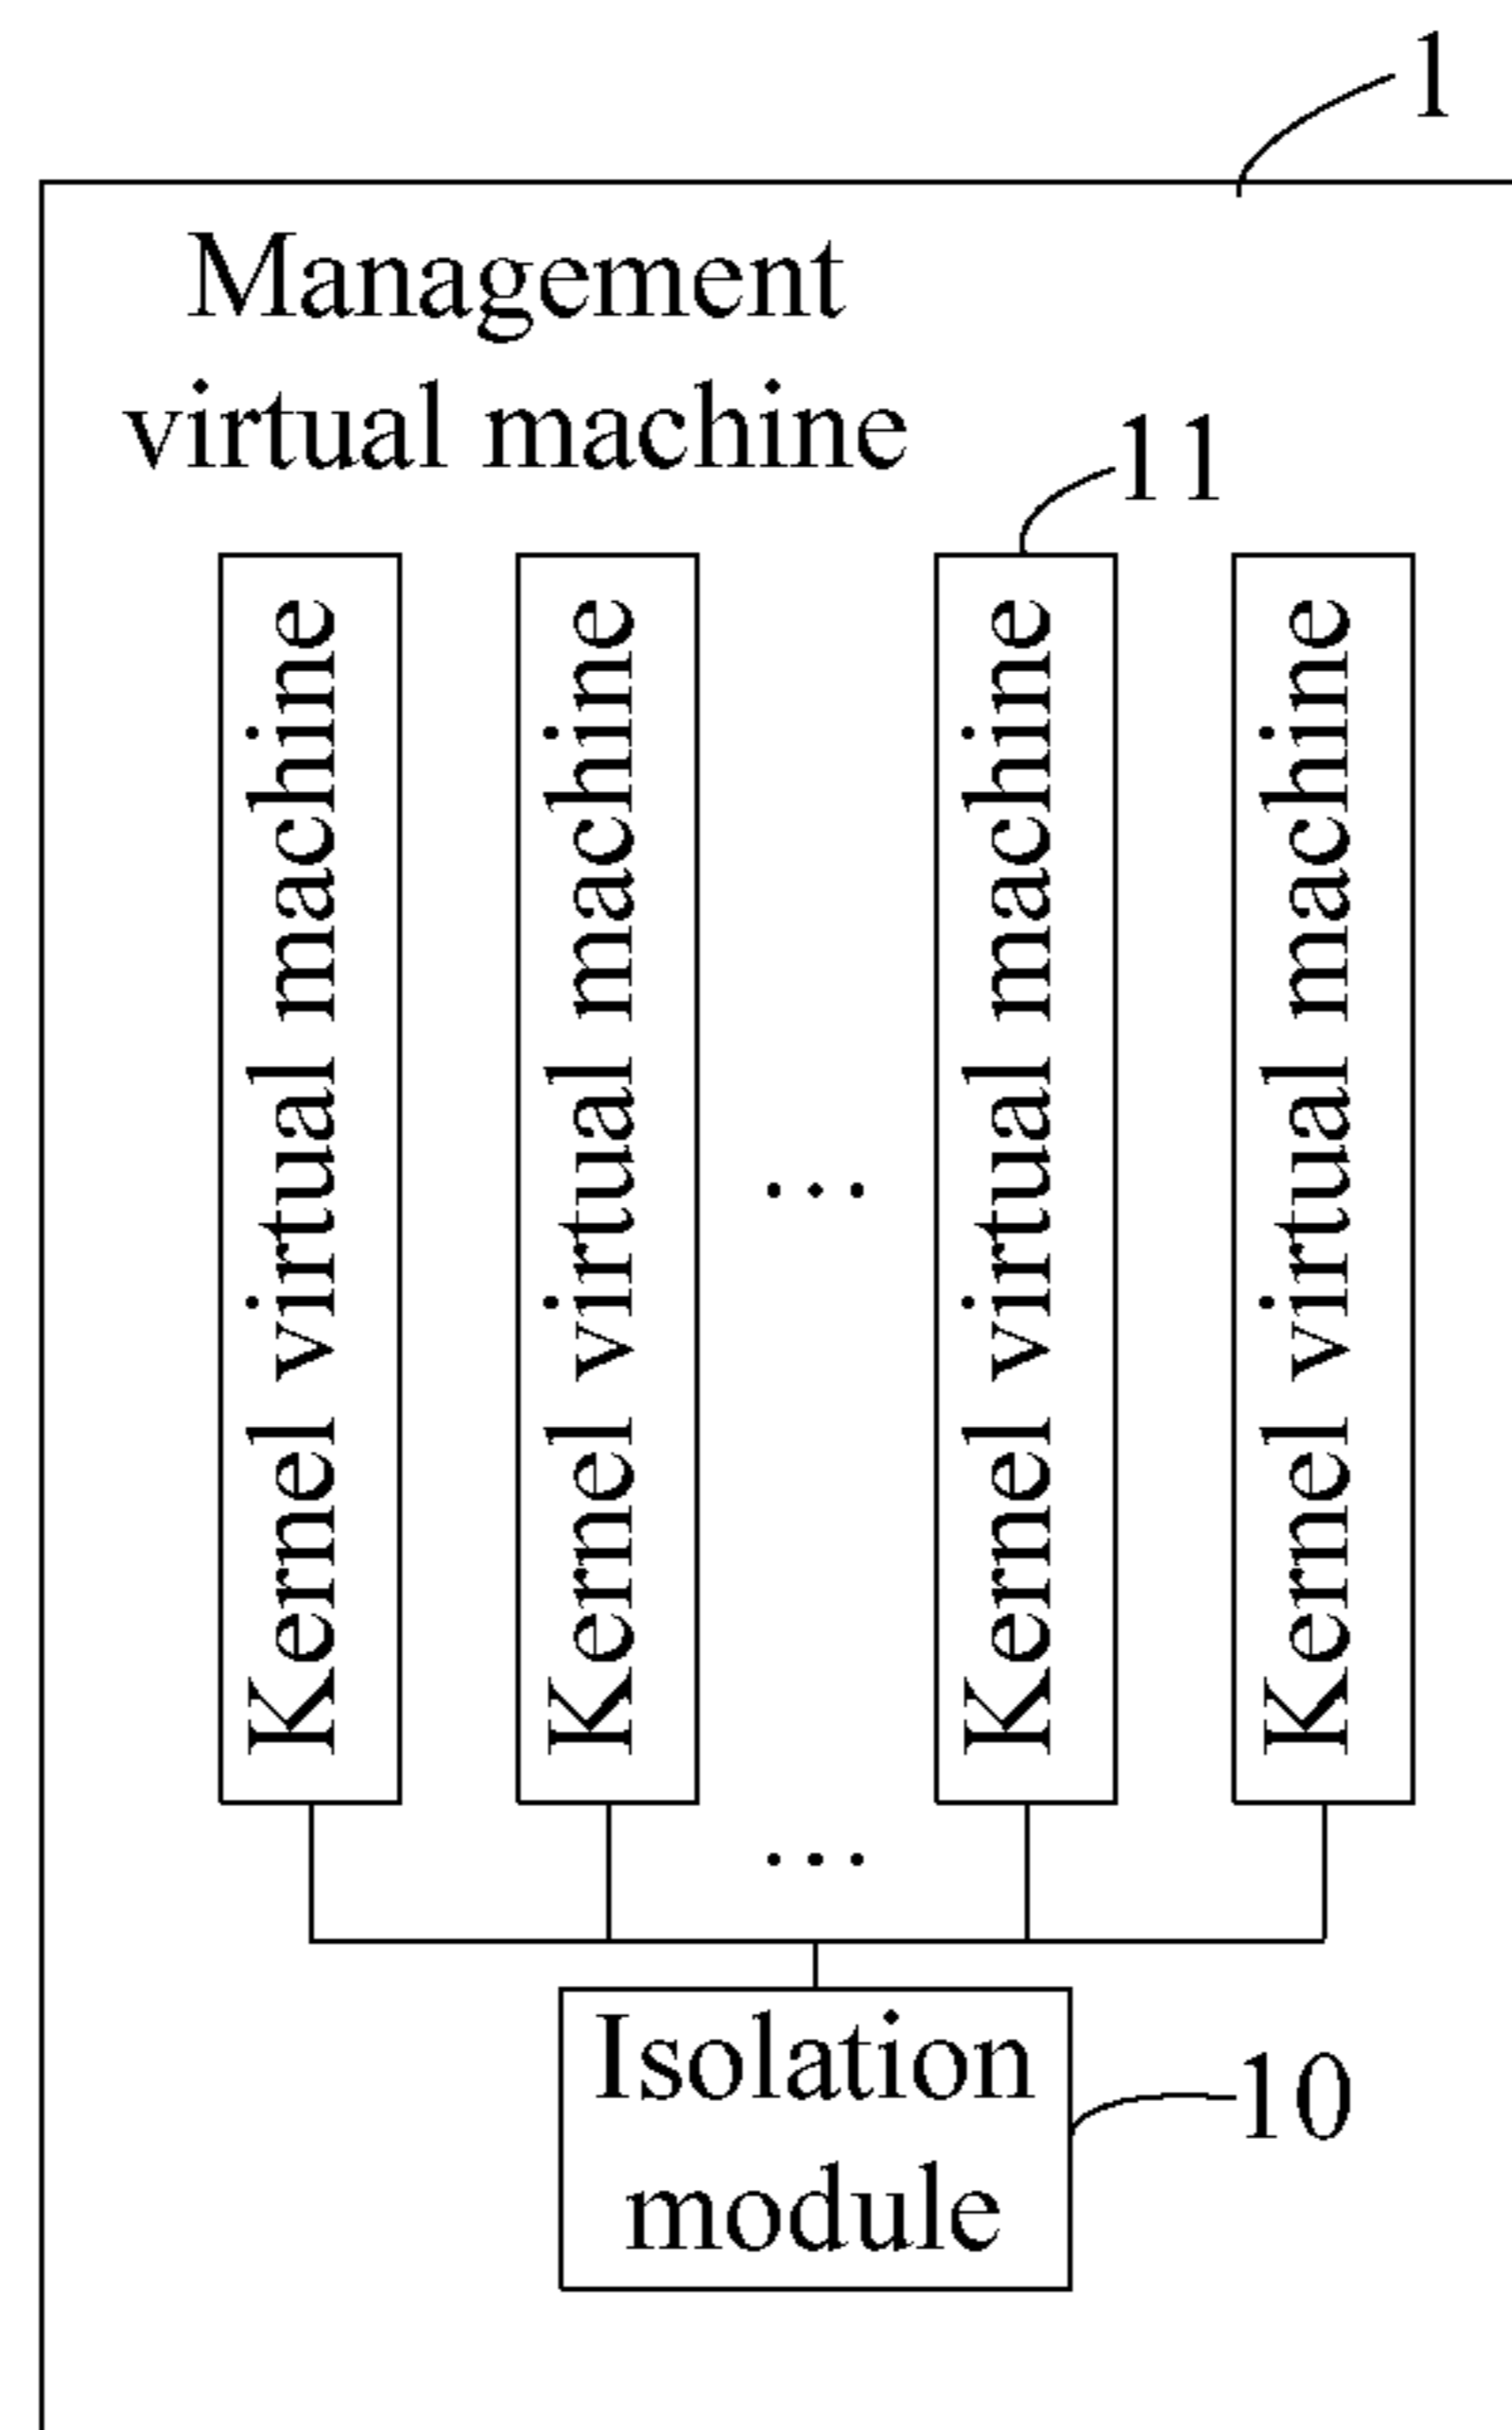 1
Management
virtual machine
11
Kernel virtual machine
Kernel virtual machine
...
Kernel virtual machine
Kernel virtual machine
...
Isolation
module
10